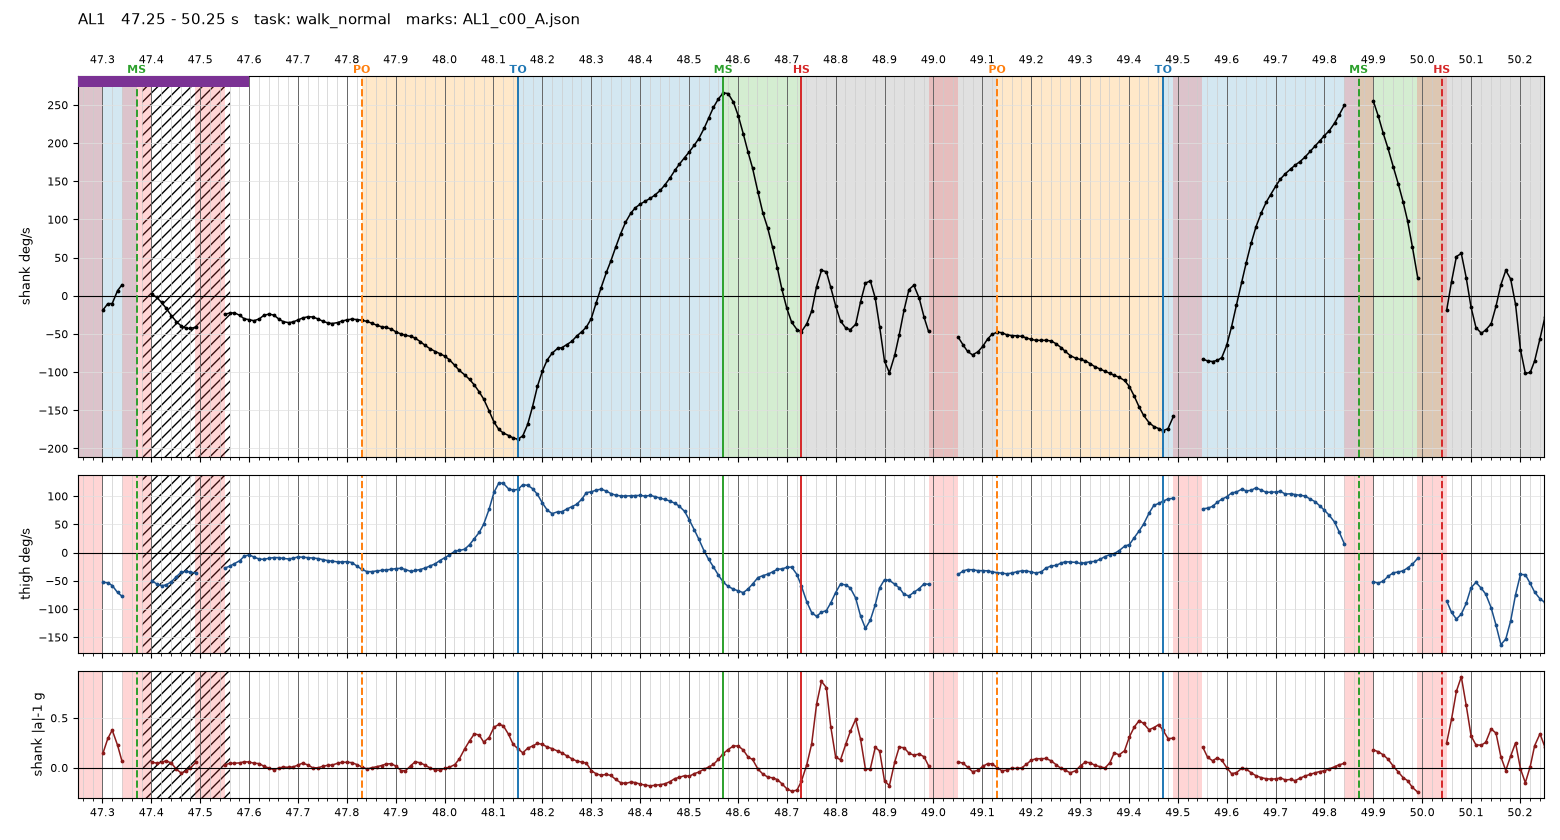 AL1   47.25 - 50.25 s   task: walk_normal   marks: AL1_c00_A.json
47.3 47.4 47.5 47.6 47.7 47.8 47.9 48.0 48.1 48.2 48.3 48.4 48.5 48.6 48.7 48.8 48.9 49.0 49.1 49.2 49.3 49.4 49.5 49.6 49.7 49.8 49.9 50.0 50.1 50.2
MS PO TO MS HS PO TO MS HS
shank deg/s
250
200
150
100
50
0
−50
−100
−150
−200
thigh deg/s
100
50
0
−50
−100
−150
shank |a|-1 g
0.5
0.0
47.3 47.4 47.5 47.6 47.7 47.8 47.9 48.0 48.1 48.2 48.3 48.4 48.5 48.6 48.7 48.8 48.9 49.0 49.1 49.2 49.3 49.4 49.5 49.6 49.7 49.8 49.9 50.0 50.1 50.2